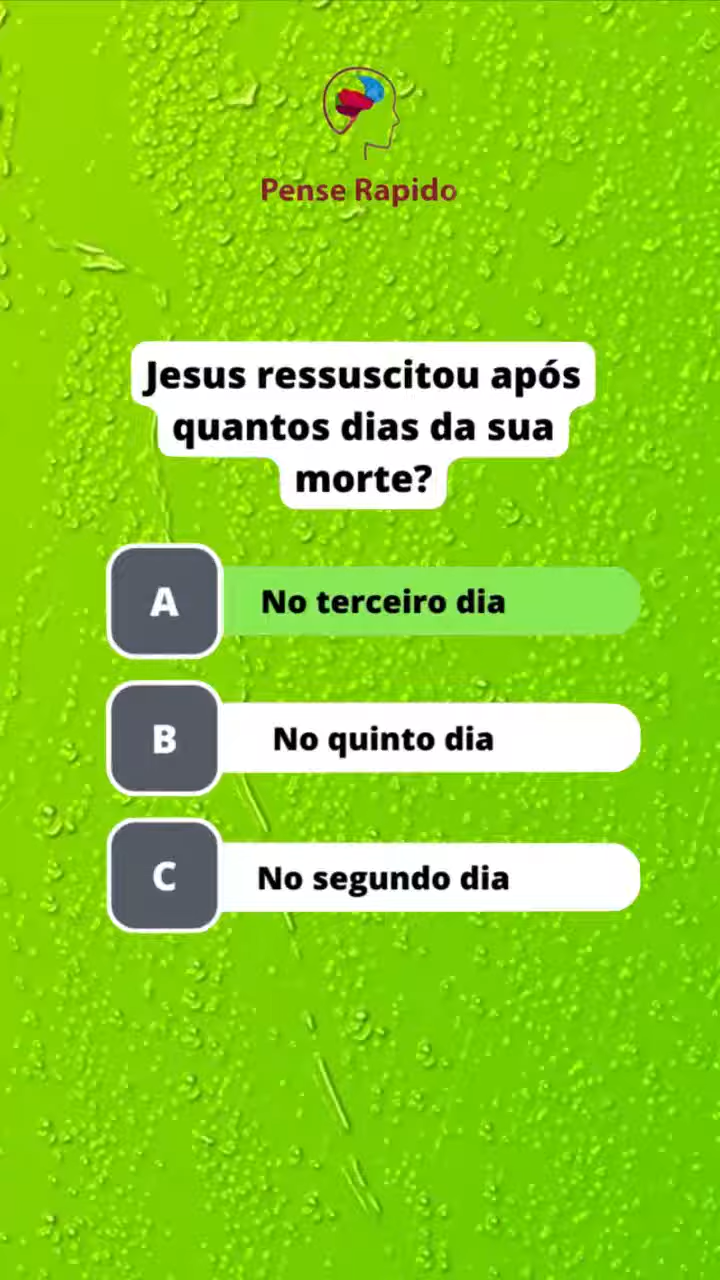 Pense Rapido
Jesus ressuscitou após
quantos dias da sua
morte?
A No terceiro dia
B No quinto dia
C No segundo dia